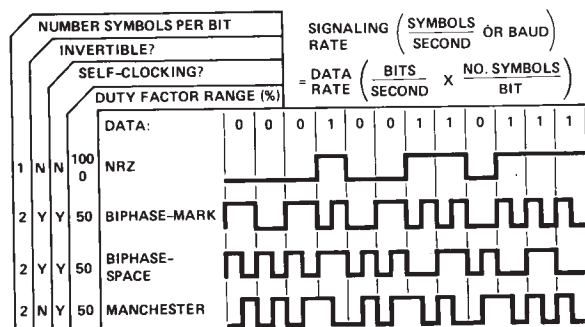 NUMBER SYMBOLS PER BIT
INVERTIBLE?
SELF-CLOCKING?
DUTY FACTOR RANGE (%)
SIGNALING RATE (SYMBOLS/SECOND OR BAUD)
= DATA RATE (BITS/SECOND X NO. SYMBOLS/BIT)
DATA: 0 0 0 1 0 0 1 1 0 1 1 1
1 N N 100 0 NRZ
2 Y Y 50 BIPHASE-MARK
2 Y Y 50 BIPHASE-SPACE
2 N Y 50 MANCHESTER